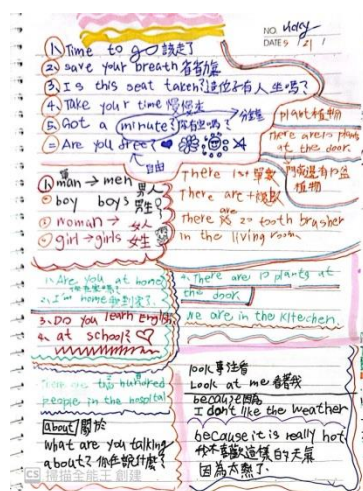 NO. vicky
DATE 5 / 2 / 1
1. Time to go 該走了
2. save your breath 省省吧
3. Is this seat taken? 這位子有人坐嗎?
4. Take your time 慢慢來
分鐘
5. Got a minute? 你有空嗎?
= Are you free?
自由
plant 植物
There are 10 plants
at the door.
門旁邊有10盆
植物
1. man → men 男人
boy boys 男生
woman → 女人
girl → girls 女生
There is + 單數
There are + 複數
There are 20 tooth brusher
in the living room.
1. Are you at home
2. I'm home 我到家了.
3. Do you learn English
4. at school?
4. There are 10 plants at
the door.
We are in the kitechen.
hundred
people in the hospital
about 關於
what are you talking
about? 你在說什麼?
look 專注看
Look at me 看著我
because 因為
I don't like the weather
because it is really hot
我不喜歡這樣的天氣
因為太熱了.
CS 掃描全能王 創建